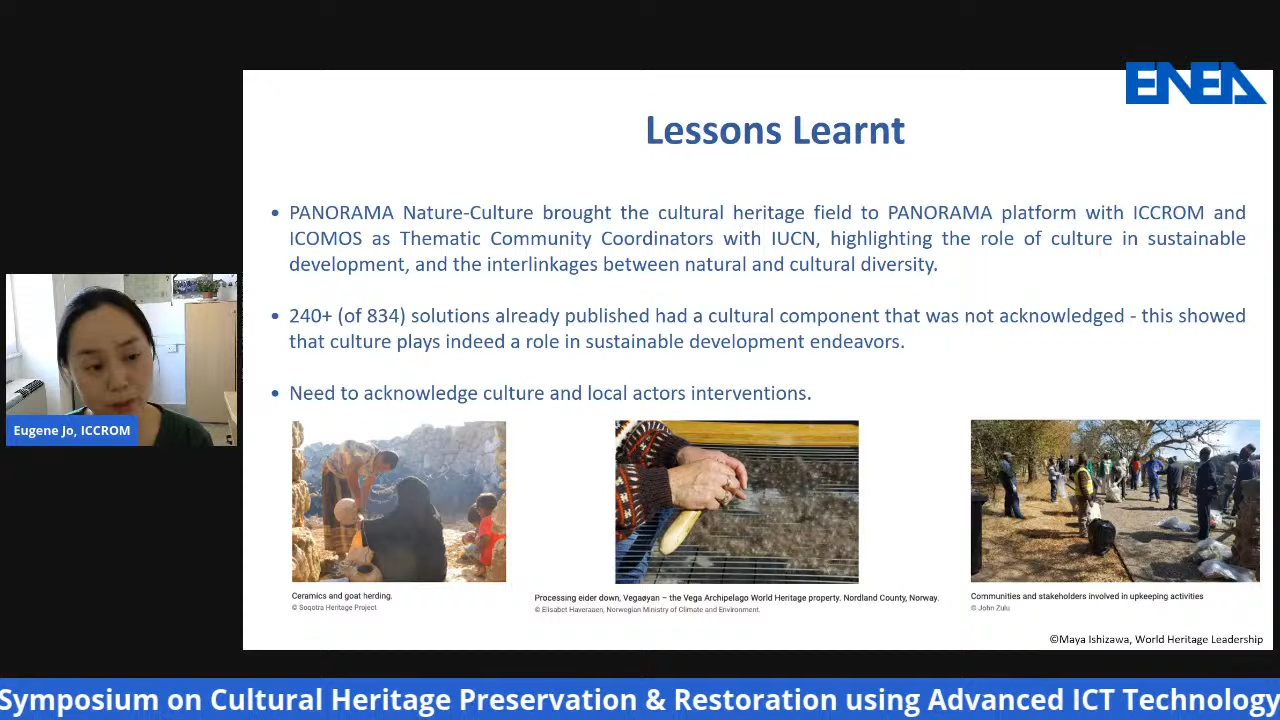 ENEA
Lessons Learnt
• PANORAMA Nature-Culture brought the cultural heritage field to PANORAMA platform with ICCROM and
ICOMOS as Thematic Community Coordinators with IUCN, highlighting the role of culture in sustainable
development, and the interlinkages between natural and cultural diversity.
• 240+ (of 834) solutions already published had a cultural component that was not acknowledged - this showed
that culture plays indeed a role in sustainable development endeavors.
• Need to acknowledge culture and local actors interventions.
Eugene Jo, ICCROM
Ceramics and goat herding.
© Soqotra Heritage Project
Processing eider down, Vegaøyan – the Vega Archipelago World Heritage property. Nordland County, Norway.
© Elisabet Haveraaen, Norwegian Ministry of Climate and Environment.
Communities and stakeholders involved in upkeeping activities
© John Zulu
©Maya Ishizawa, World Heritage Leadership
Symposium on Cultural Heritage Preservation & Restoration using Advanced ICT Technology